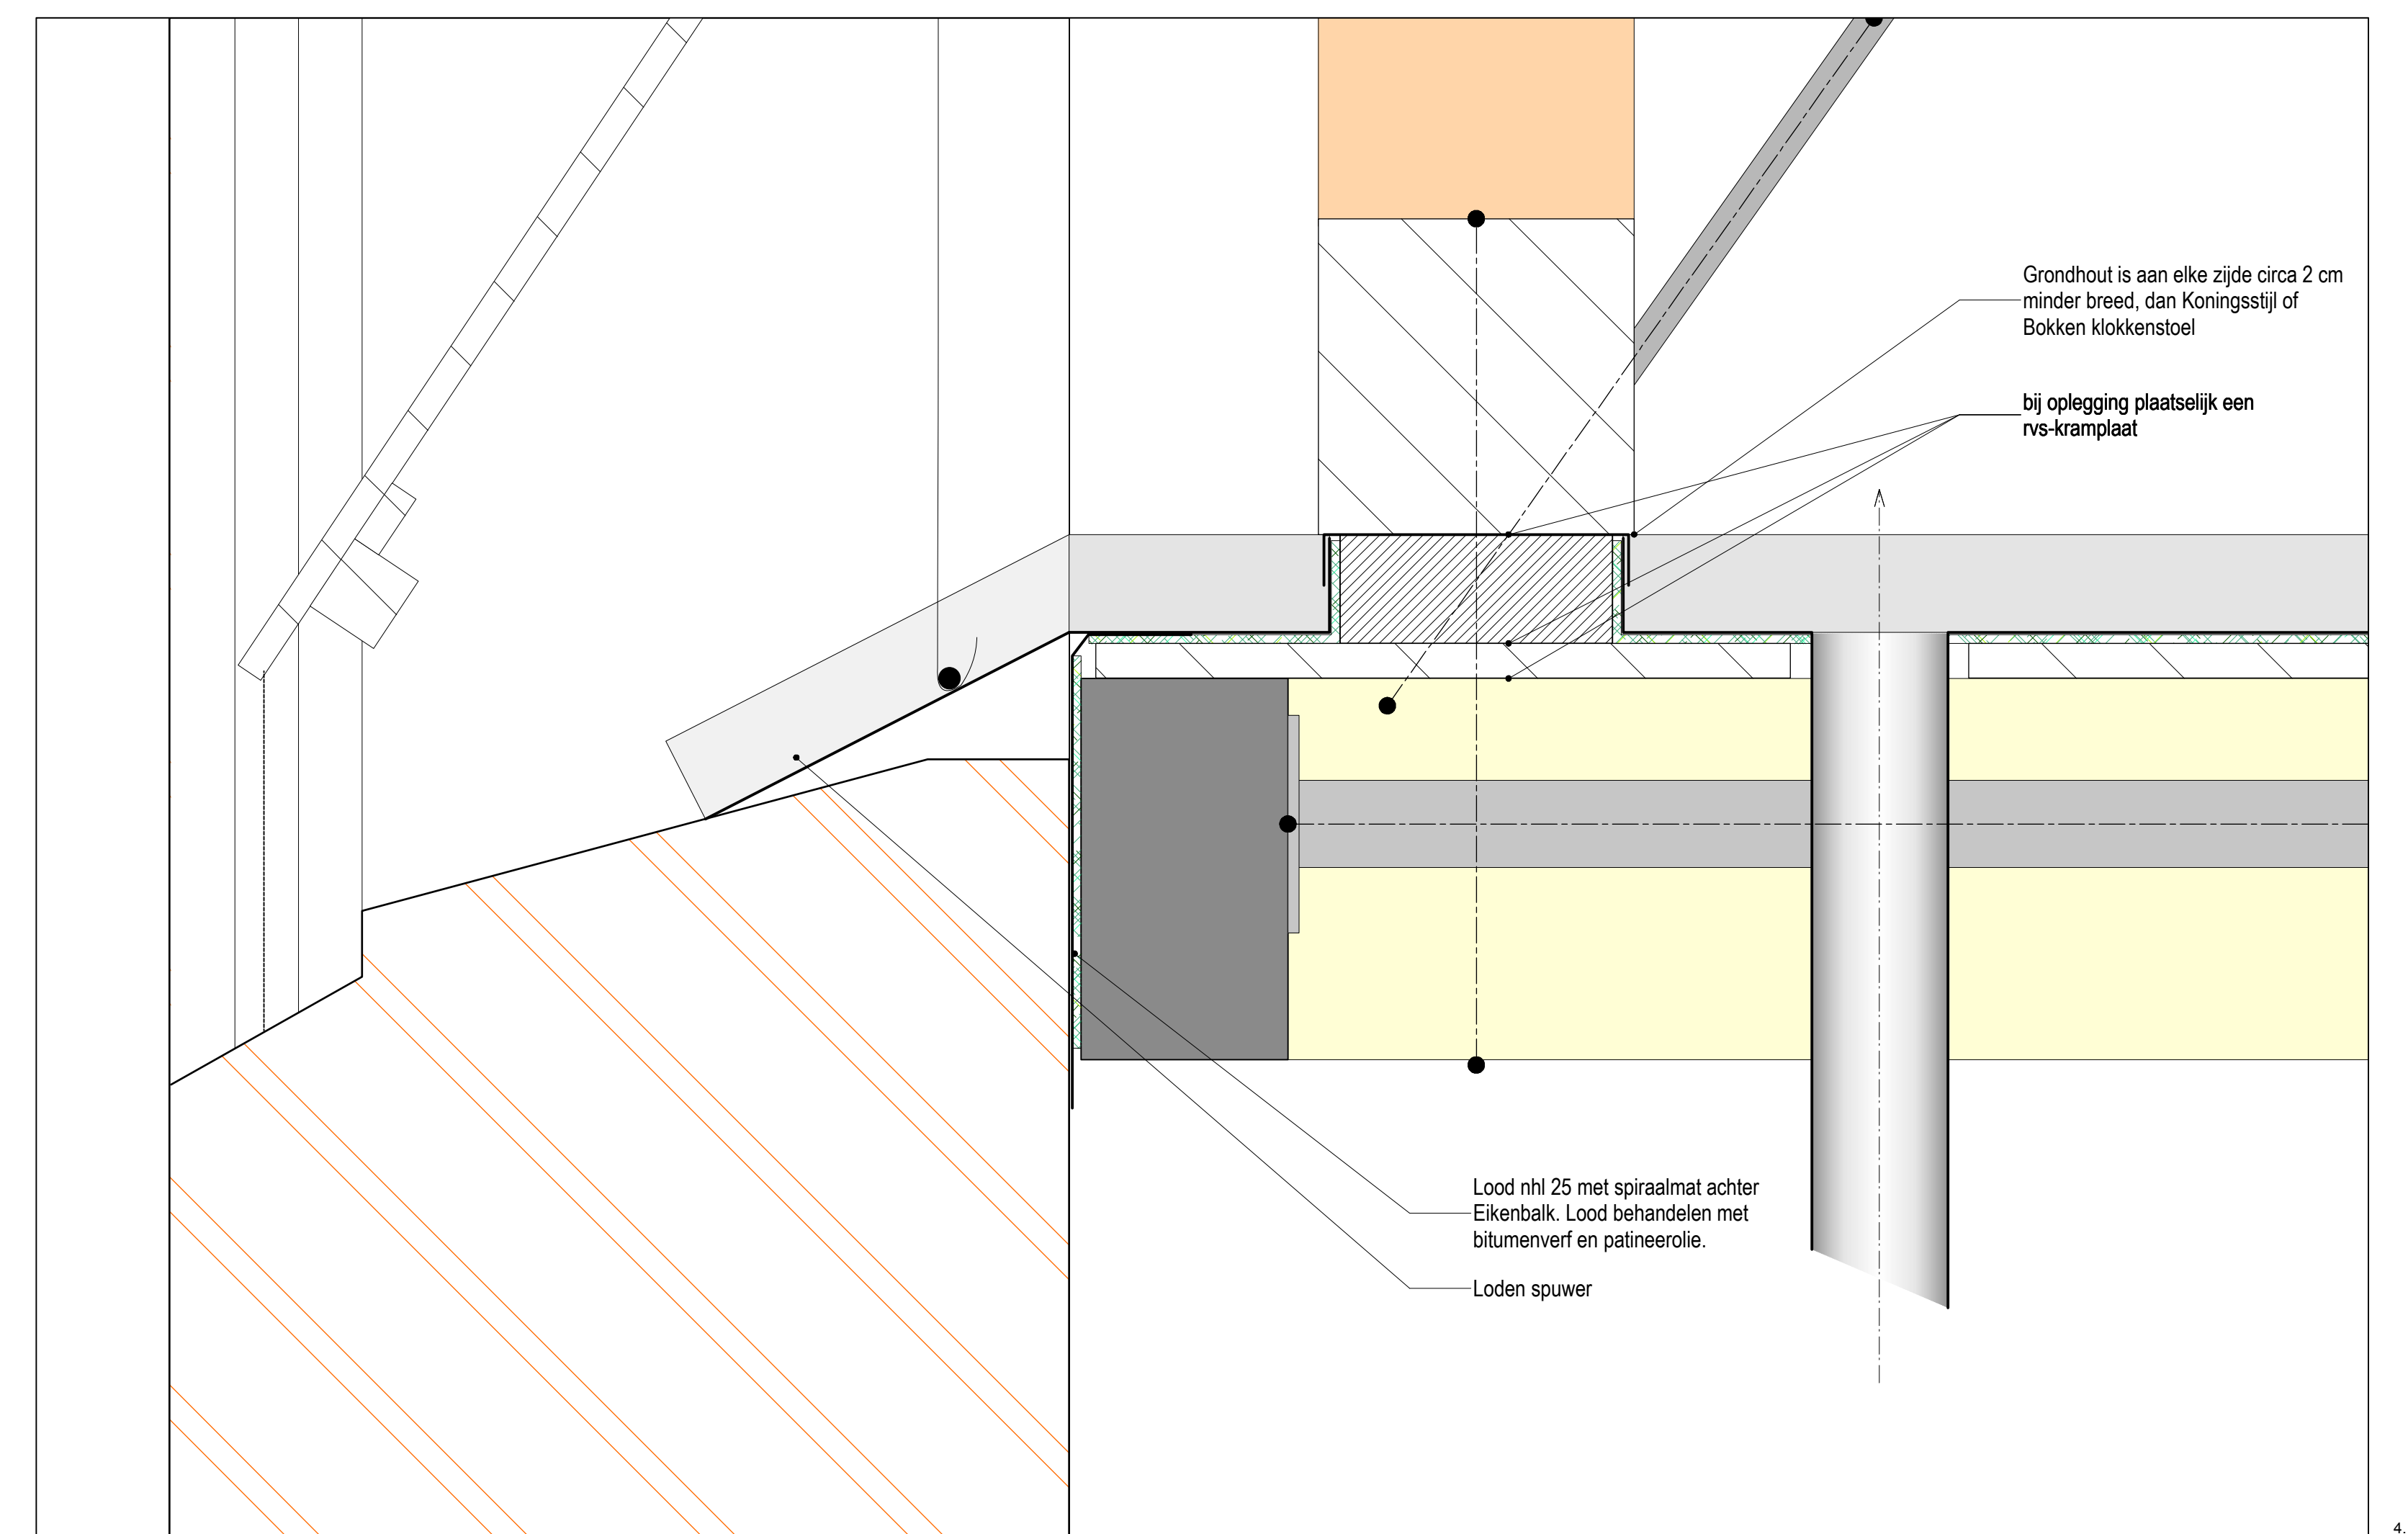 Grondhout is aan elke zijde circa 2 cm
minder breed, dan Koningsstijl of
Bokken klokkenstoel
bij oplegging plaatselijk een
rvs-kramplaat
Lood nhl 25 met spiraalmat achter
Eikenbalk. Lood behandelen met
bitumenverf en patineerolie.
Loden spuwer
4.